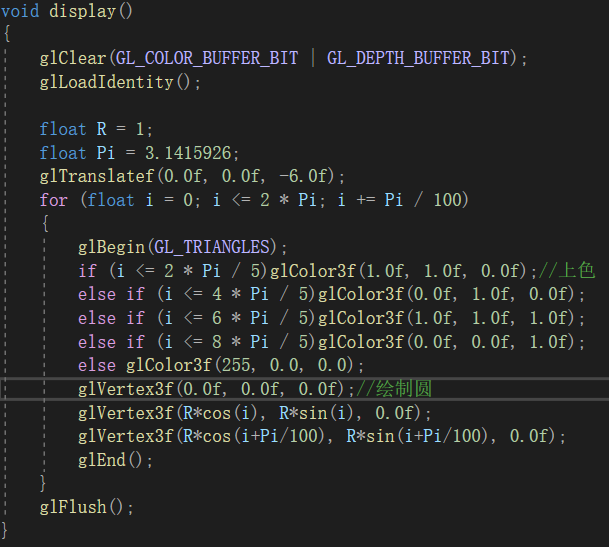 void display()
{
glClear(GL_COLOR_BUFFER_BIT | GL_DEPTH_BUFFER_BIT);
glLoadIdentity();
float R = 1;
float Pi = 3.1415926;
glTranslatef(0.0f, 0.0f, -6.0f);
for (float i = 0; i <= 2 * Pi; i += Pi / 100)
{
glBegin(GL_TRIANGLES);
if (i <= 2 * Pi / 5)glColor3f(1.0f, 1.0f, 0.0f);//上色
else if (i <= 4 * Pi / 5)glColor3f(0.0f, 1.0f, 0.0f);
else if (i <= 6 * Pi / 5)glColor3f(1.0f, 1.0f, 1.0f);
else if (i <= 8 * Pi / 5)glColor3f(0.0f, 0.0f, 1.0f);
else glColor3f(255, 0.0, 0.0);
glVertex3f(0.0f, 0.0f, 0.0f);//绘制圆
glVertex3f(R*cos(i), R*sin(i), 0.0f);
glVertex3f(R*cos(i+Pi/100), R*sin(i+Pi/100), 0.0f);
glEnd();
}
glFlush();
}